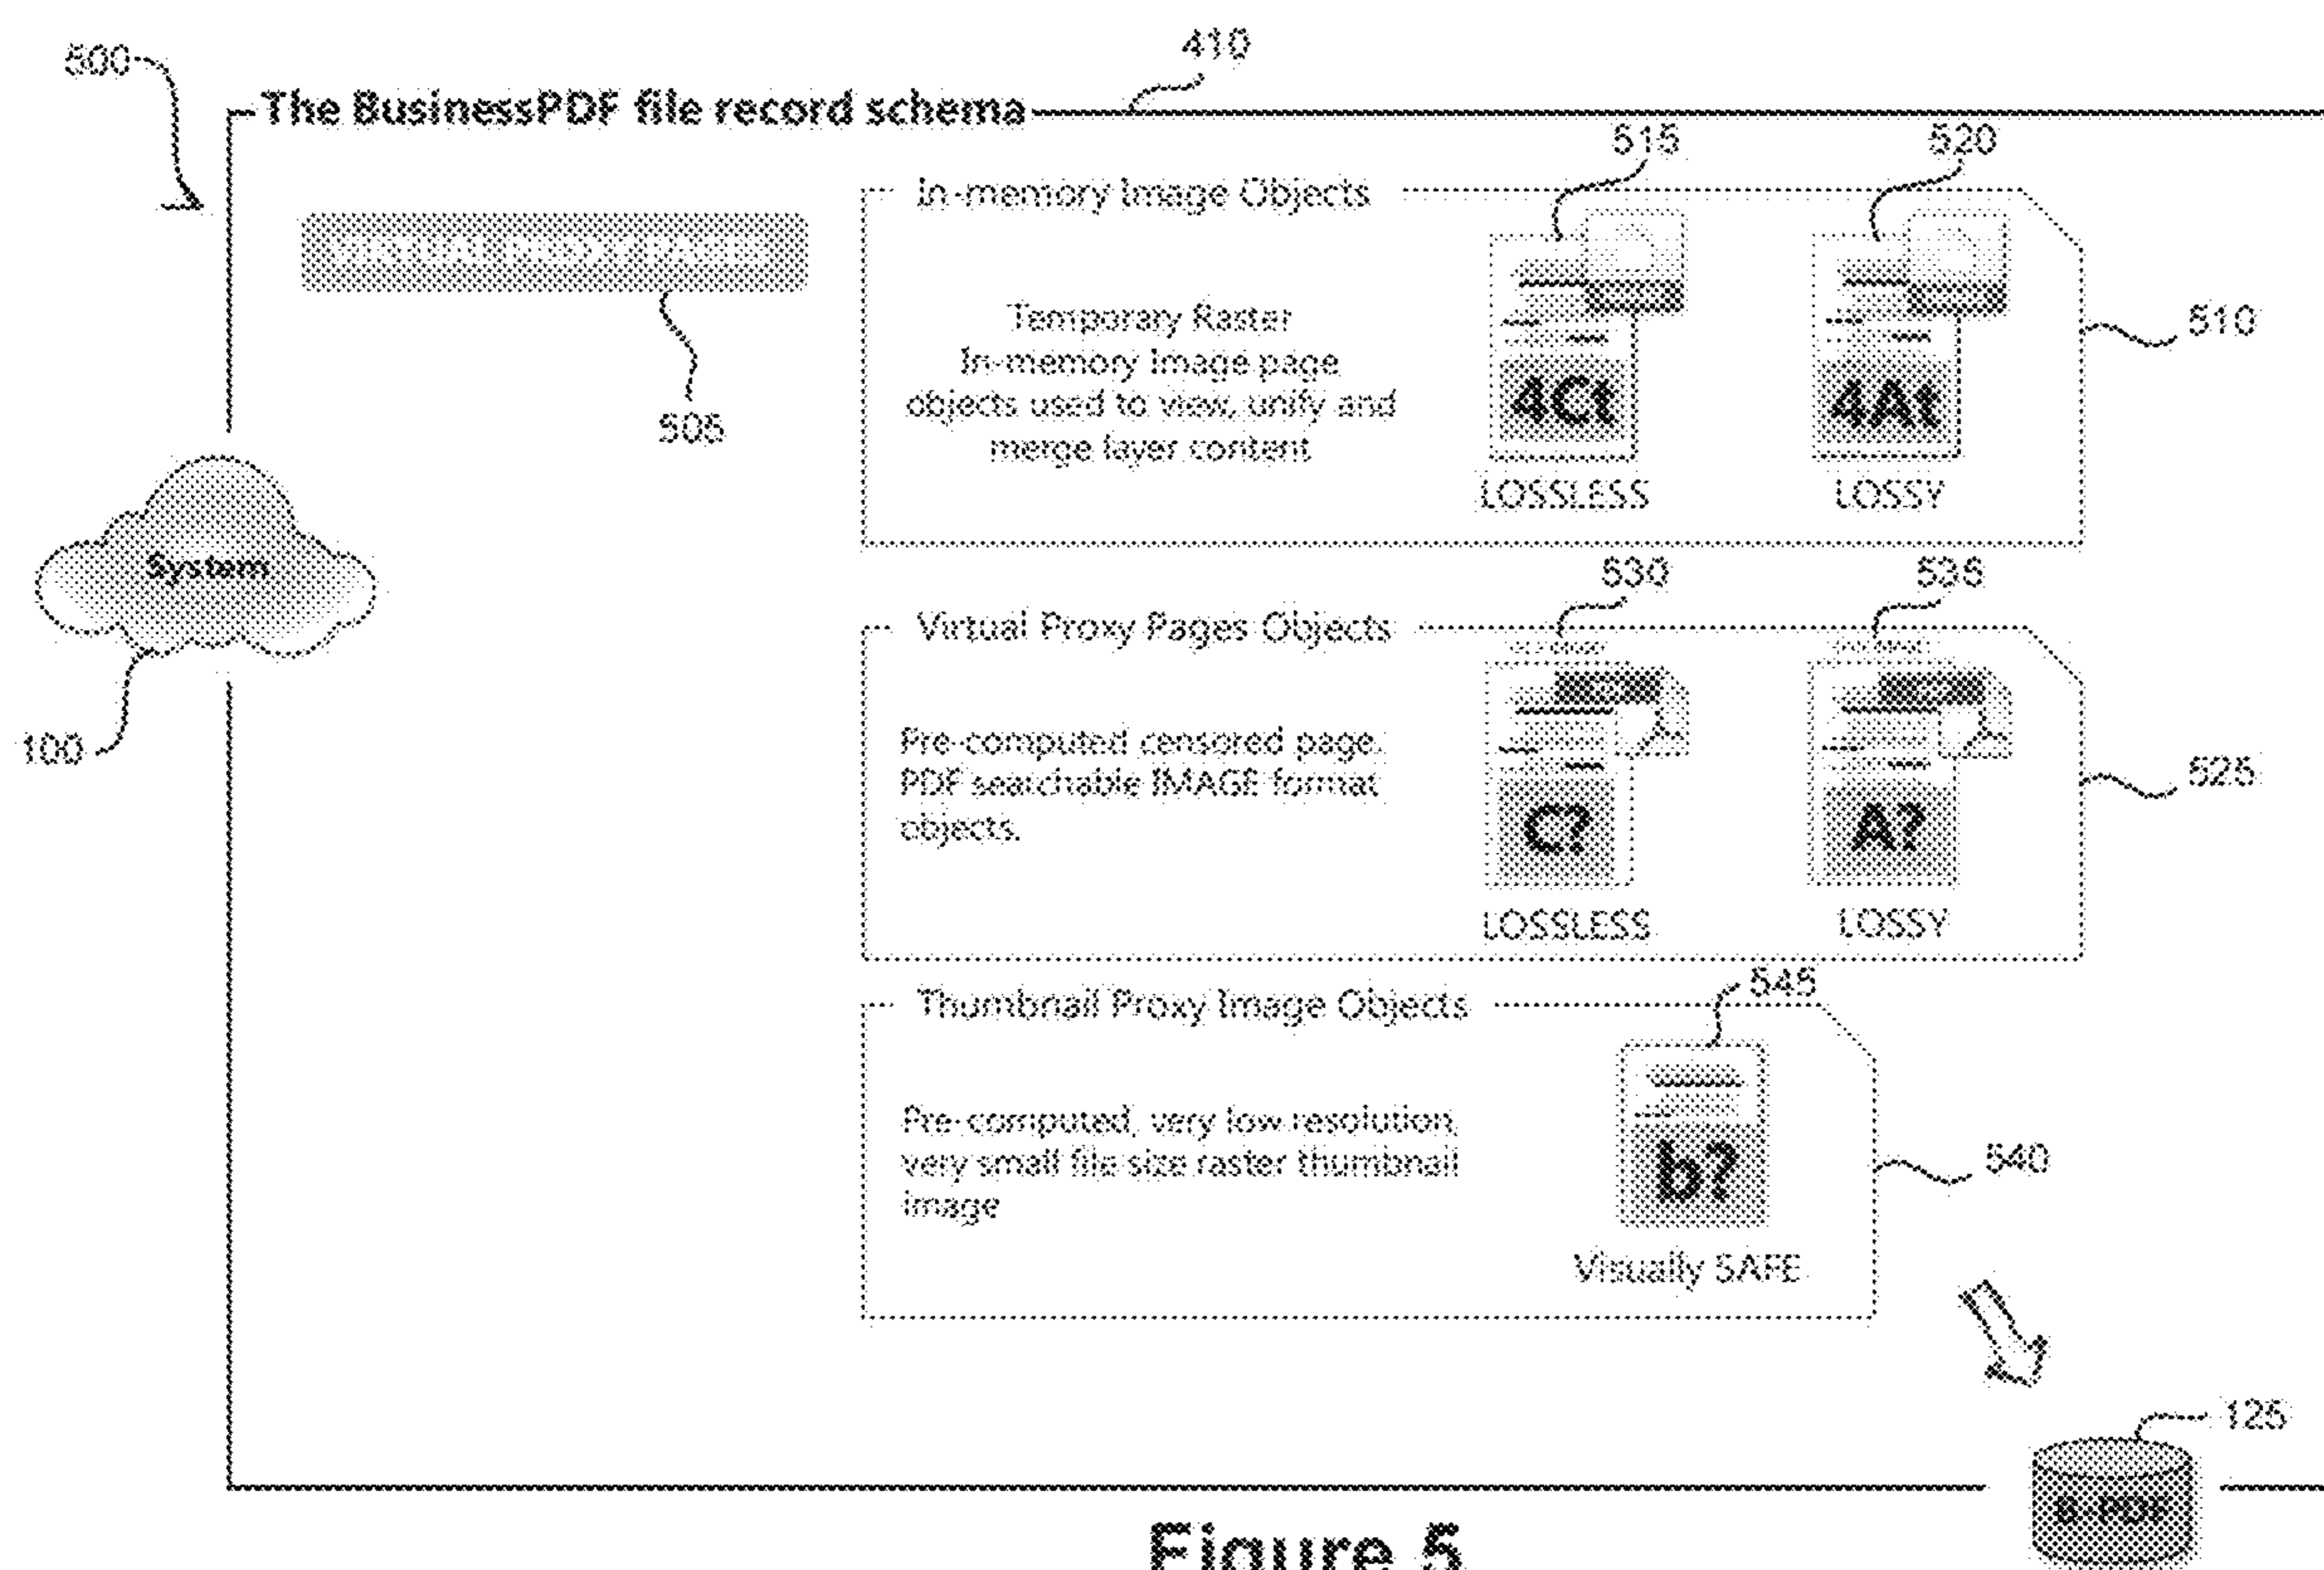 500
410
The BusinessPDF file record schema
515
520
In-memory Image Objects
VIRTUAL PROXY PAGES
Temporary Raster
In-memory Image page
objects used to view, unify and
merge layer content
4Ct
4At
510
505
LOSSLESS
LOSSY
System
530
535
Virtual Proxy Pages Objects
100
Pre-computed censored page.
PDF searchable IMAGE format
objects.
C?
A?
525
LOSSLESS
LOSSY
545
Thumbnail Proxy Image Objects
Pre-computed, very low resolution,
very small file size raster thumbnail
image
b?
540
Visually SAFE
125
B-PDF
Figure 5